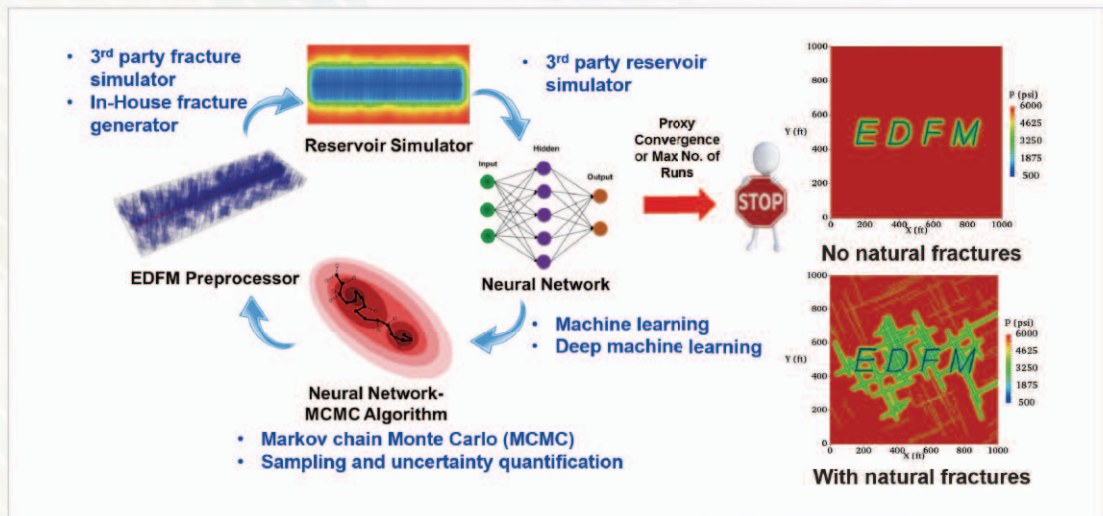 • 3rd party fracture
simulator
• In-House fracture
generator
Reservoir Simulator
• 3rd party reservoir
simulator
EDFM Preprocessor
Input
Hidden
Output
Neural Network
Proxy
Convergence
or Max No. of
Runs
STOP
• Machine learning
• Deep machine learning
Neural Network-
MCMC Algorithm
• Markov chain Monte Carlo (MCMC)
• Sampling and uncertainty quantification
1000
800
600
Y (ft)
400
200
0
0 200 400 600 800 1000
X (ft)
EDFM
P (psi)
6000
4625
3250
1875
500
No natural fractures
1000
800
600
Y (ft)
400
200
0
0 200 400 600 800 1000
X (ft)
EDFM
P (psi)
6000
4625
3250
1875
500
With natural fractures